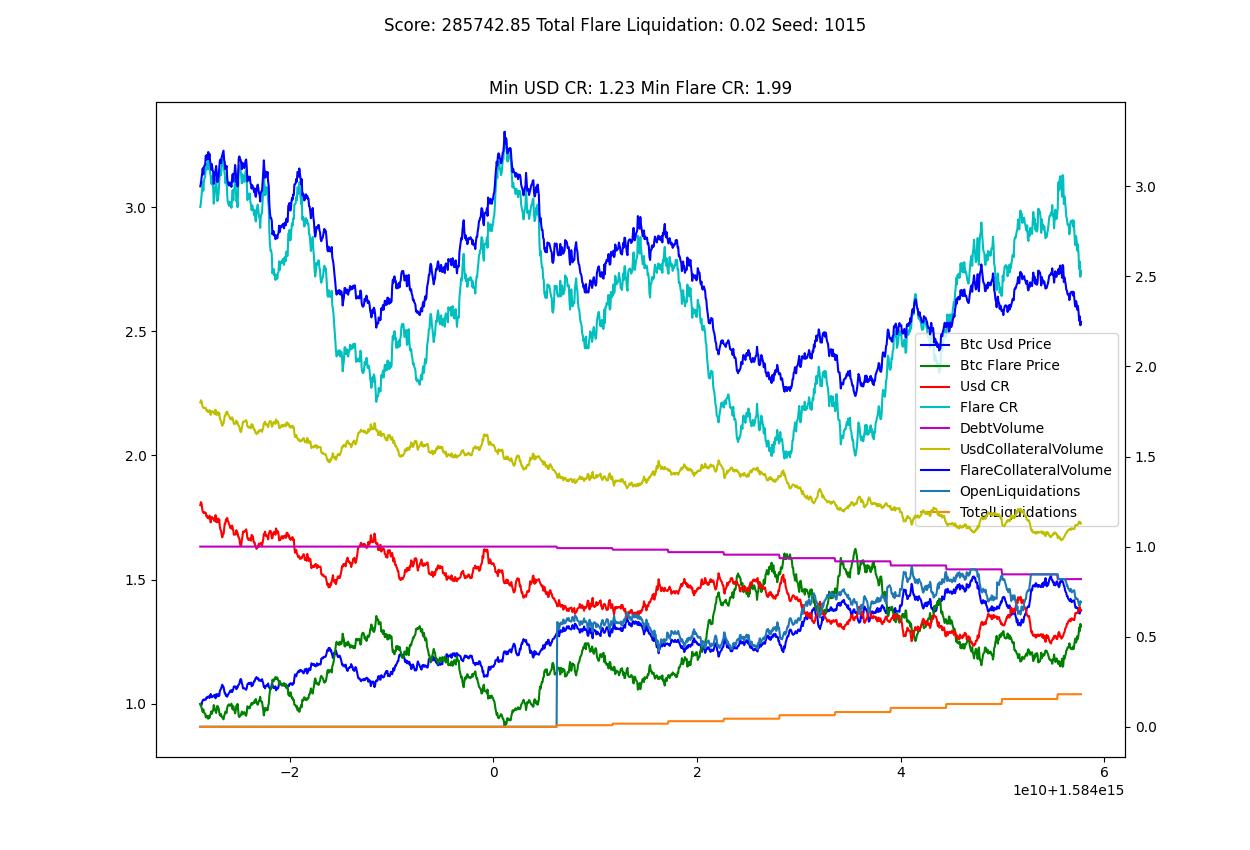 Score: 285742.85 Total Flare Liquidation: 0.02 Seed: 1015
Min USD CR: 1.23 Min Flare CR: 1.99
3.0
2.5
2.0
1.5
1.0
3.0
2.5
2.0
1.5
1.0
0.5
0.0
Btc Usd Price
Btc Flare Price
Usd CR
Flare CR
DebtVolume
UsdCollateralVolume
FlareCollateralVolume
OpenLiquidations
TotalLiquidations
−2 0 2 4 6
1e10+1.584e15